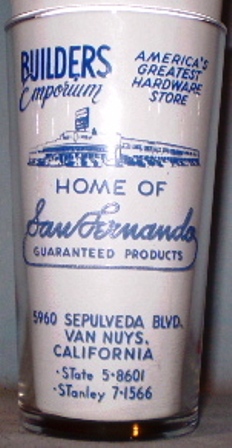 BUILDERS
Emporium
AMERICA'S
GREATEST
HARDWARE
STORE
HOME OF
San Fernando
GUARANTEED PRODUCTS
5960 SEPULVEDA BLVD.
VAN NUYS,
CALIFORNIA
·STate 5·8601
·STanley 7·1566